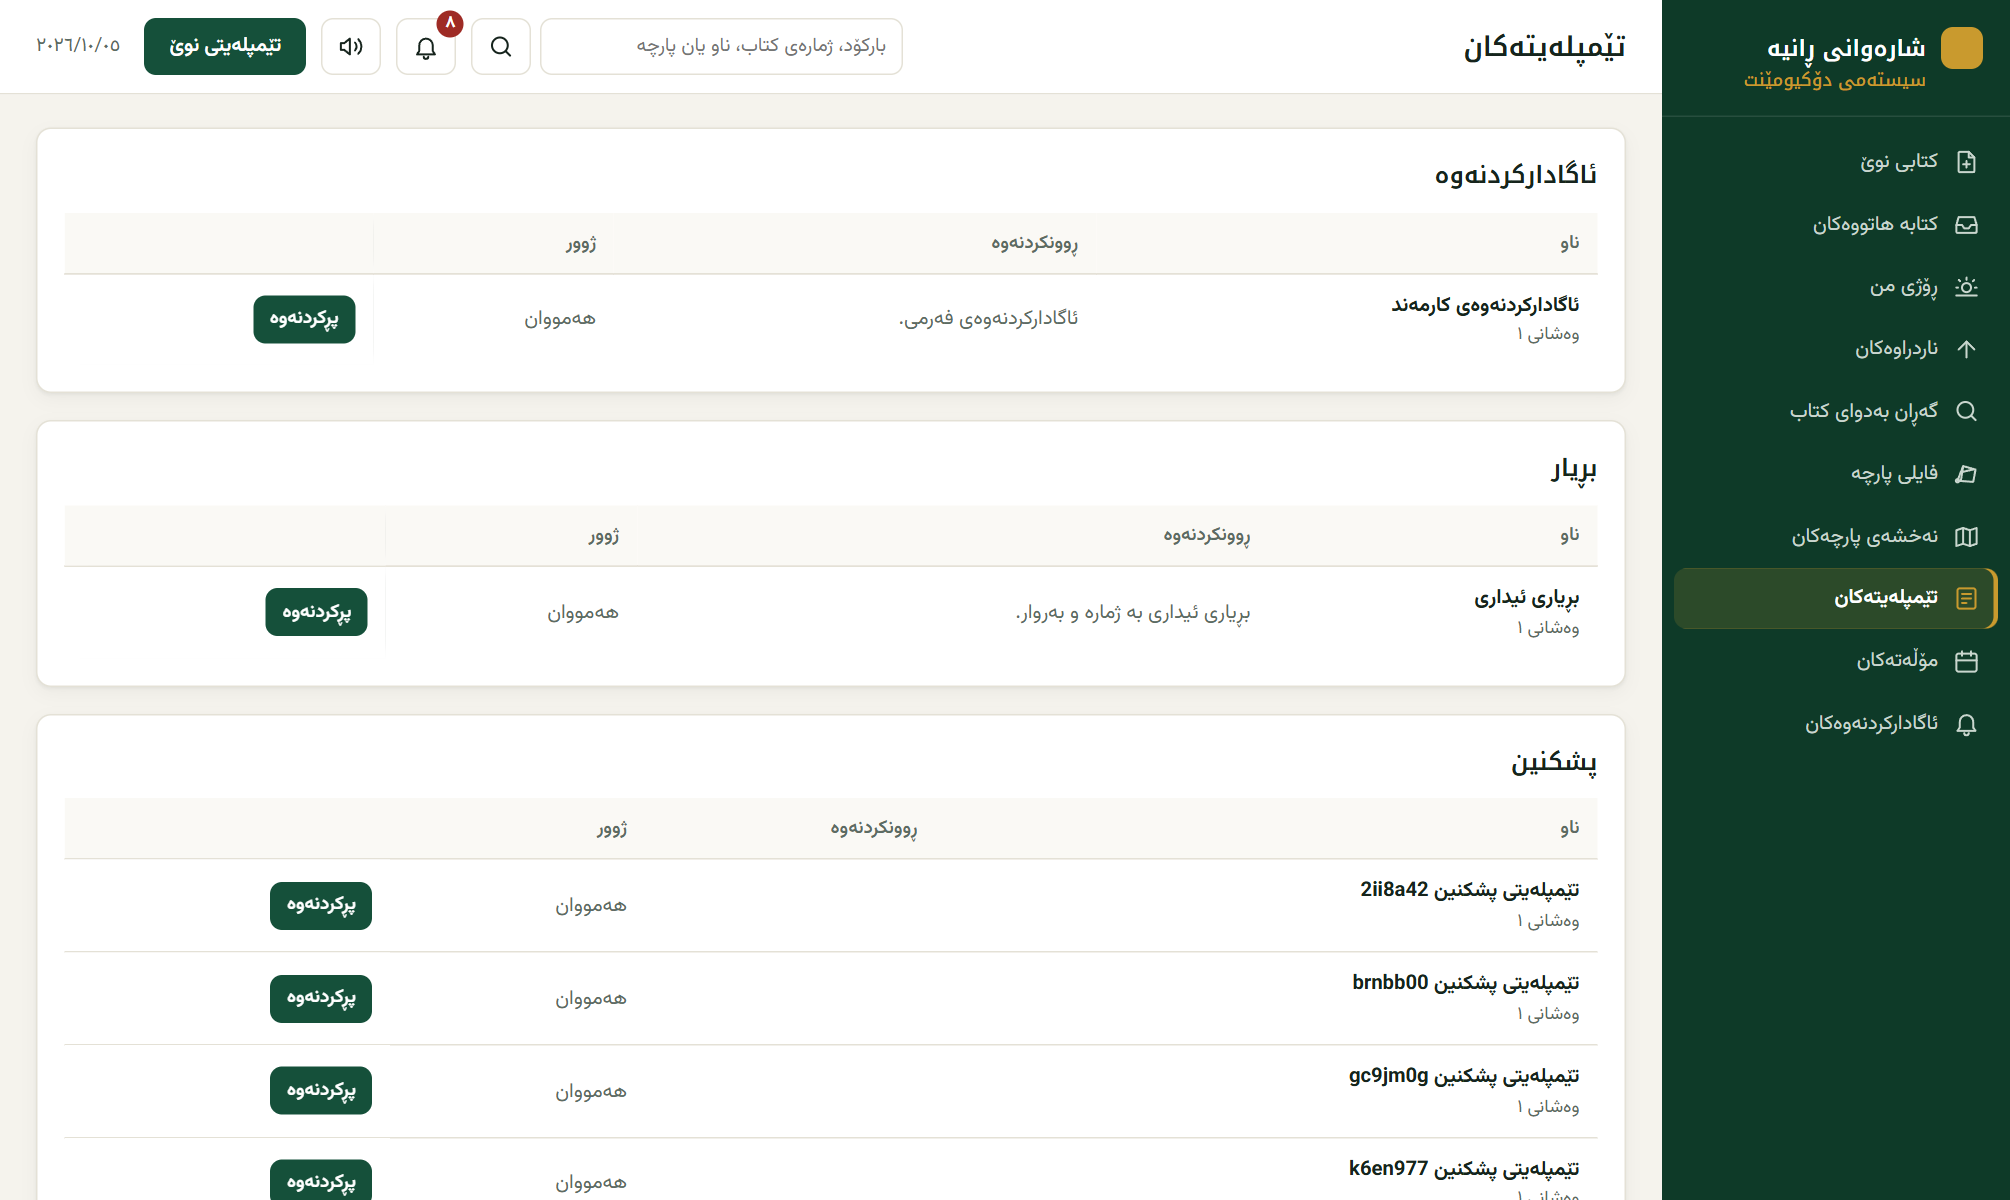 شارەوانی ڕانیە
سیستەمی دۆکیومێنت
کتابی نوێ
کتابە هاتووەکان
ڕۆژی من
ناردراوەکان
گەڕان بەدوای کتاب
فایلی پارچە
نەخشەی پارچەکان
تێمپلەیتەکان
مۆڵەتەکان
ئاگادارکردنەوەکان
تێمپلەیتەکان
بارکۆد، ژمارەی کتاب، ناو یان پارچە
٨
تێمپلەیتی نوێ
٢٠٢٦/١٠/٠٥
ئاگادارکردنەوە
ناو ڕوونکردنەوە ژوور
ئاگادارکردنەوەی کارمەند ئاگادارکردنەوەی فەرمی. هەمووان پڕکردنەوە
وەشانی ١
بڕیار
ناو ڕوونکردنەوە ژوور
بڕیاری ئیداری بڕیاری ئیداری بە ژمارە و بەروار. هەمووان پڕکردنەوە
وەشانی ١
پشکنین
ناو ڕوونکردنەوە ژوور
تێمپلەیتی پشکنین 2ii8a42 هەمووان پڕکردنەوە
وەشانی ١
تێمپلەیتی پشکنین brnbb00 هەمووان پڕکردنەوە
وەشانی ١
تێمپلەیتی پشکنین gc9jm0g هەمووان پڕکردنەوە
وەشانی ١
تێمپلەیتی پشکنین k6en977 هەمووان پڕکردنەوە
وەشانی ١